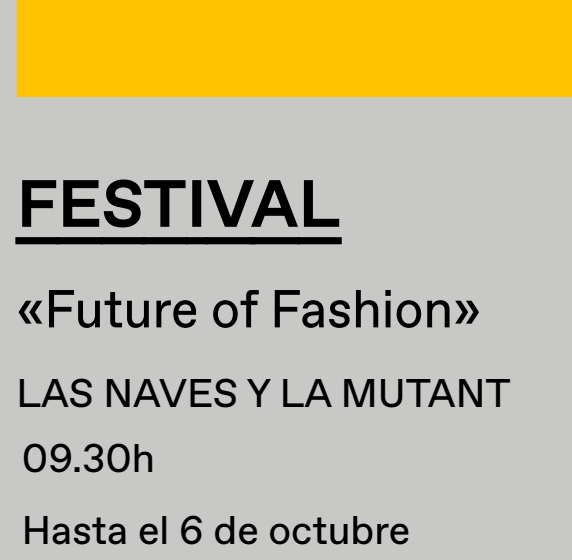 FESTIVAL
«Future of Fashion»
LAS NAVES Y LA MUTANT
09.30h
Hasta el 6 de octubre